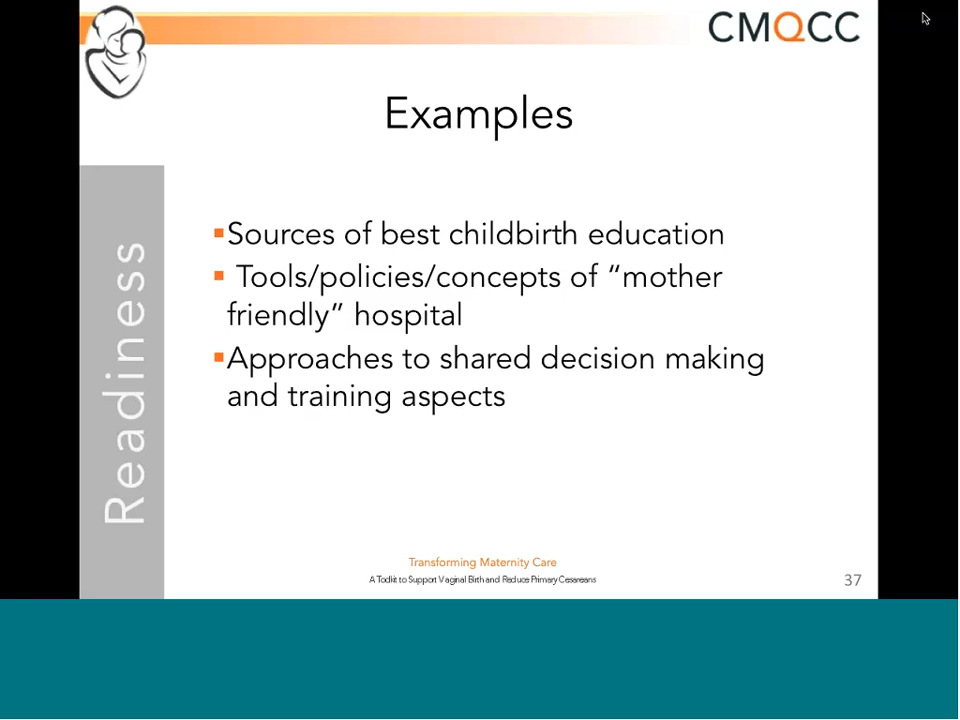 CMQCC
Examples
Readiness
▪Sources of best childbirth education
▪ Tools/policies/concepts of “mother
friendly” hospital
▪Approaches to shared decision making
and training aspects
Transforming Maternity Care
A Toolkit to Support Vaginal Birth and Reduce Primary Cesareans
37